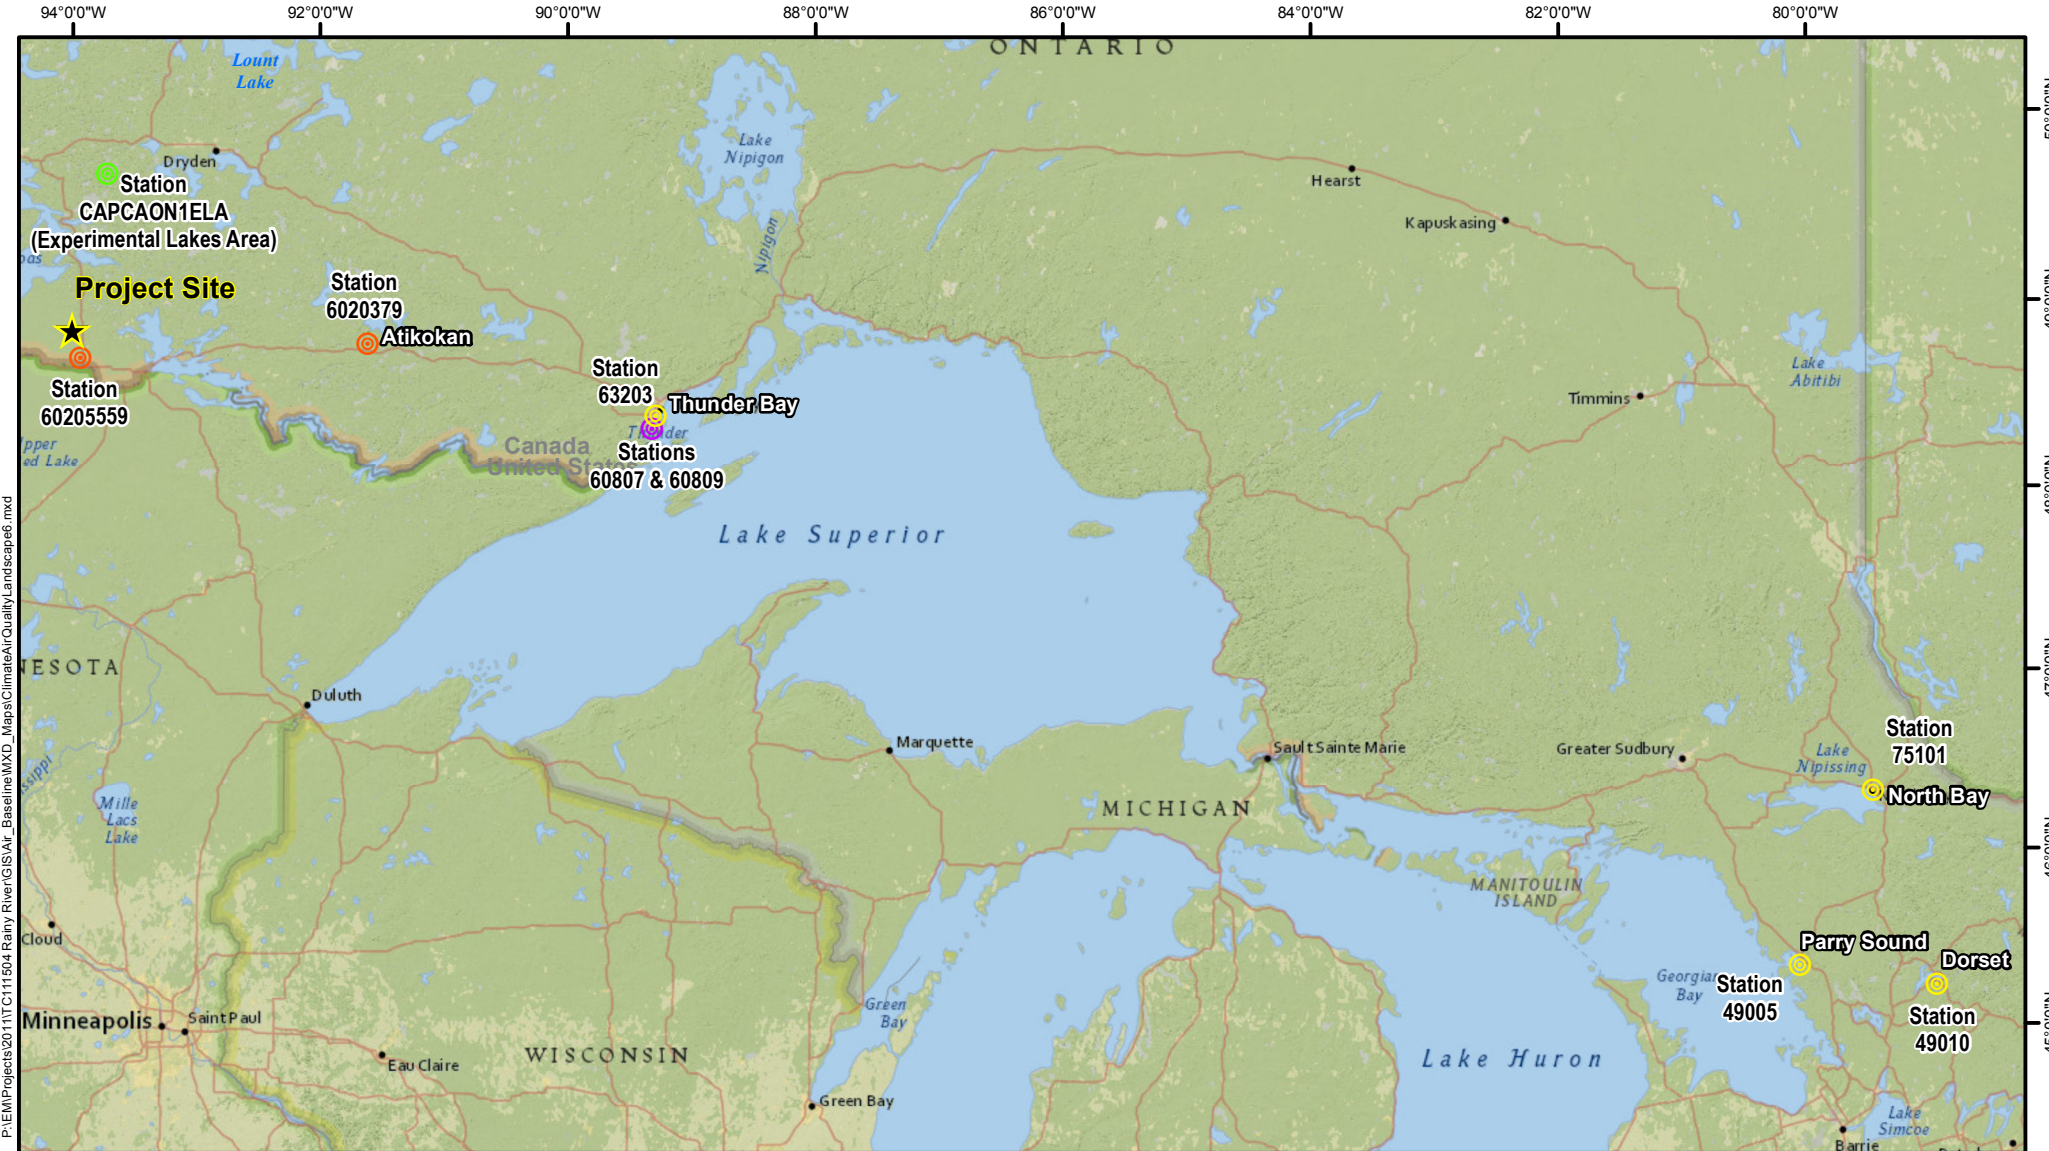 94°0'0"W
92°0'0"W
90°0'0"W
88°0'0"W
86°0'0"W
84°0'0"W
82°0'0"W
80°0'0"W
ONTARIO
Lount
Lake
Dryden
Lake
Nipigon
Nipigon
Hearst
Kapuskasing
Station
CAPCAON1ELA
(Experimental Lakes Area)
Project Site
Station
6020379
Atikokan
Station
60205559
Station
63203
Thunder Bay
Stations
60807 & 60809
Canada
United States
Lake
Abitibi
Timmins
Lake Superior
Duluth
Marquette
Sault Sainte Marie
Greater Sudbury
Lake
Nipissing
Station
75101
North Bay
MICHIGAN
Mille
Lacs
Lake
MANITOULIN
ISLAND
Cloud
Parry Sound
Station
49005
Georgian
Bay
Dorset
Station
49010
Green
Bay
Minneapolis
Saint Paul
Eau Claire
WISCONSIN
Lake Huron
Green Bay
Lake
Simcoe
Barrie
P:\EM\Projects\2011\TC111504 Rainy River\GIS\Air_Baseline\MXD_Maps\ClimateAirQualityLandscape6.mxd